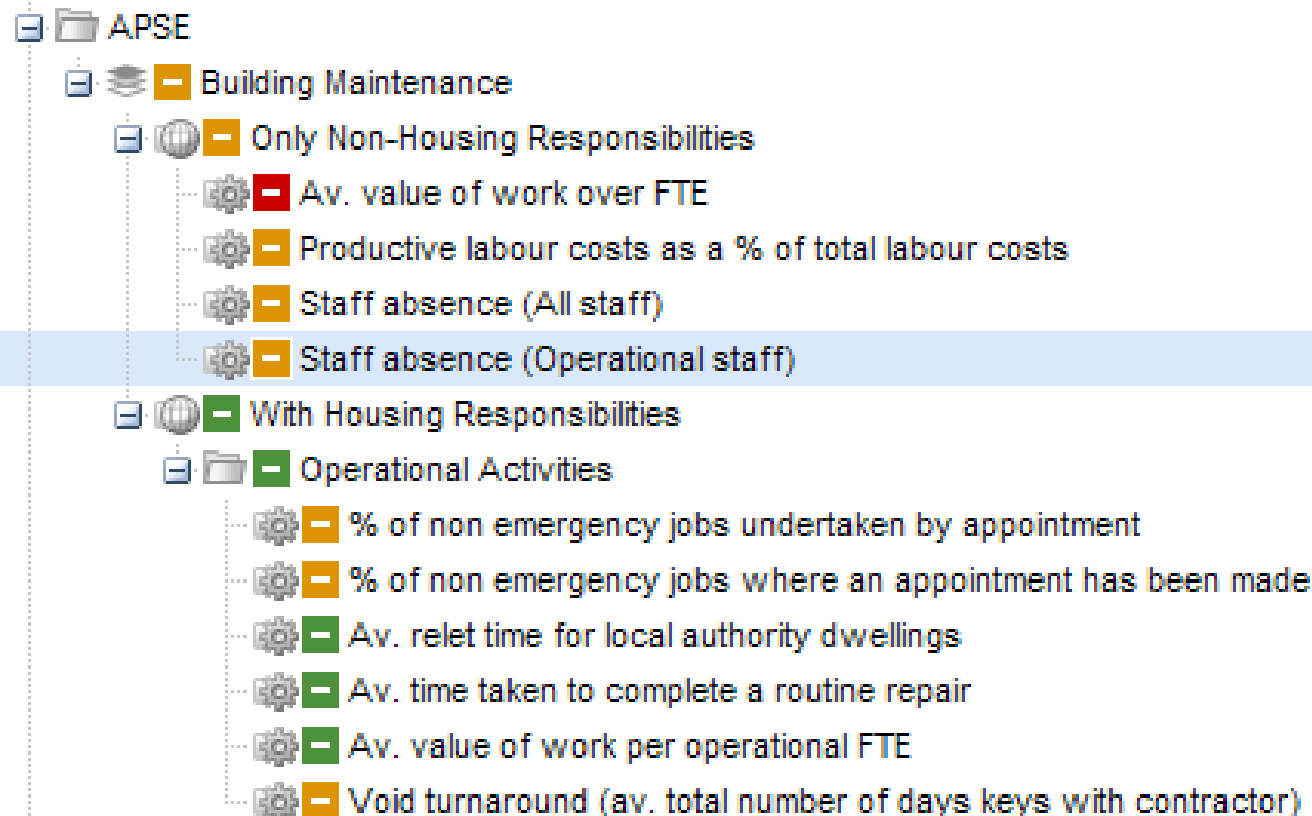 APSE
Building Maintenance
Only Non-Housing Responsibilities
Av. value of work over FTE
Productive labour costs as a % of total labour costs
Staff absence (All staff)
Staff absence (Operational staff)
With Housing Responsibilities
Operational Activities
% of non emergency jobs undertaken by appointment
% of non emergency jobs where an appointment has been made
Av. relet time for local authority dwellings
Av. time taken to complete a routine repair
Av. value of work per operational FTE
Void turnaround (av. total number of days keys with contractor)